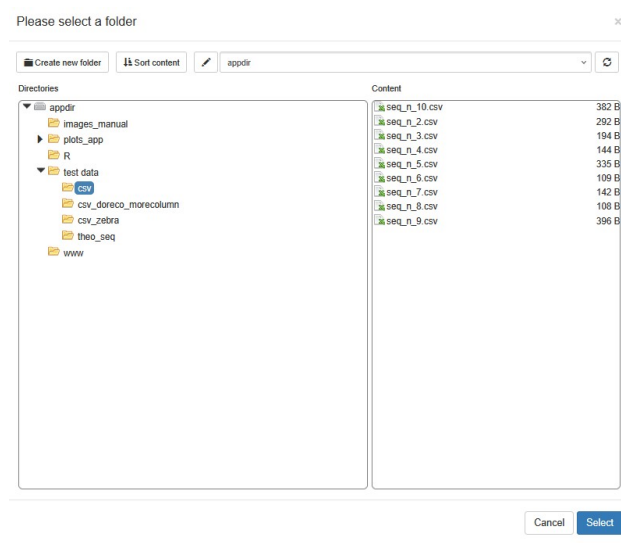 Please select a folder
×
Create new folder
Sort content
appdir
Directories
Content
appdir
images_manual
plots_app
R
test data
csv
csv_doreco_morecolumn
csv_zebra
theo_seq
www
seq_n_10.csv 382 B
seq_n_2.csv 292 B
seq_n_3.csv 194 B
seq_n_4.csv 144 B
seq_n_5.csv 335 B
seq_n_6.csv 109 B
seq_n_7.csv 142 B
seq_n_8.csv 108 B
seq_n_9.csv 396 B
Cancel
Select